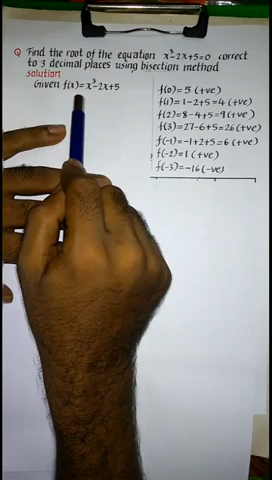 Q Find the root of the equation x³-2x+5=0 correct
to 3 decimal places using bisection method
solution
Given f(x)=x³-2x+5
f(0)=5 (+ve)
f(1)=1-2+5=4 (+ve)
f(2)=8-4+5=9 (+ve)
f(3)=27-6+5=26 (+ve)
f(-1)=-1+2+5=6 (+ve)
f(-2)=1 (+ve)
f(-3)=-16 (-ve)